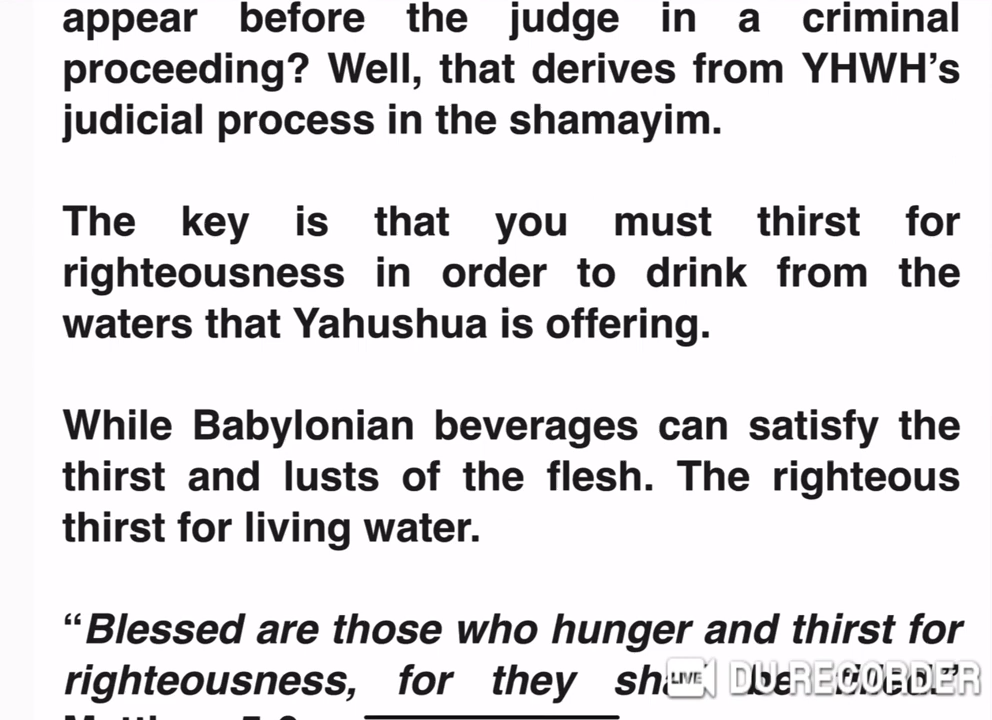 appear before the judge in a criminal
proceeding? Well, that derives from YHWH’s
judicial process in the shamayim.
The key is that you must thirst for
righteousness in order to drink from the
waters that Yahushua is offering.
While Babylonian beverages can satisfy the
thirst and lusts of the flesh. The righteous
thirst for living water.
“Blessed are those who hunger and thirst for
righteousness, for they shall be filled.”
LIVE DU RECORDER